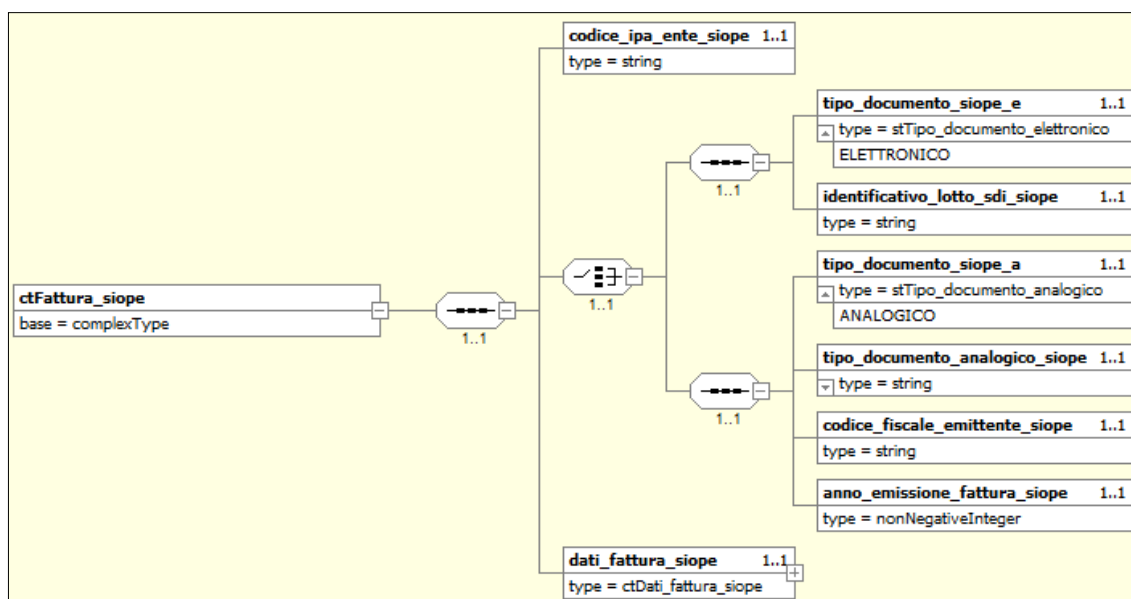 codice_ipa_ente_siope 1..1
type = string
tipo_documento_siope_e 1..1
type = stTipo_documento_elettronico
ELETTRONICO
1..1
identificativo_lotto_sdi_siope 1..1
type = string
ctFattura_siope
base = complexType
1..1
1..1
tipo_documento_siope_a 1..1
type = stTipo_documento_analogico
ANALOGICO
tipo_documento_analogico_siope 1..1
type = string
1..1
codice_fiscale_emittente_siope 1..1
type = string
anno_emissione_fattura_siope 1..1
type = nonNegativeInteger
dati_fattura_siope 1..1
type = ctDati_fattura_siope